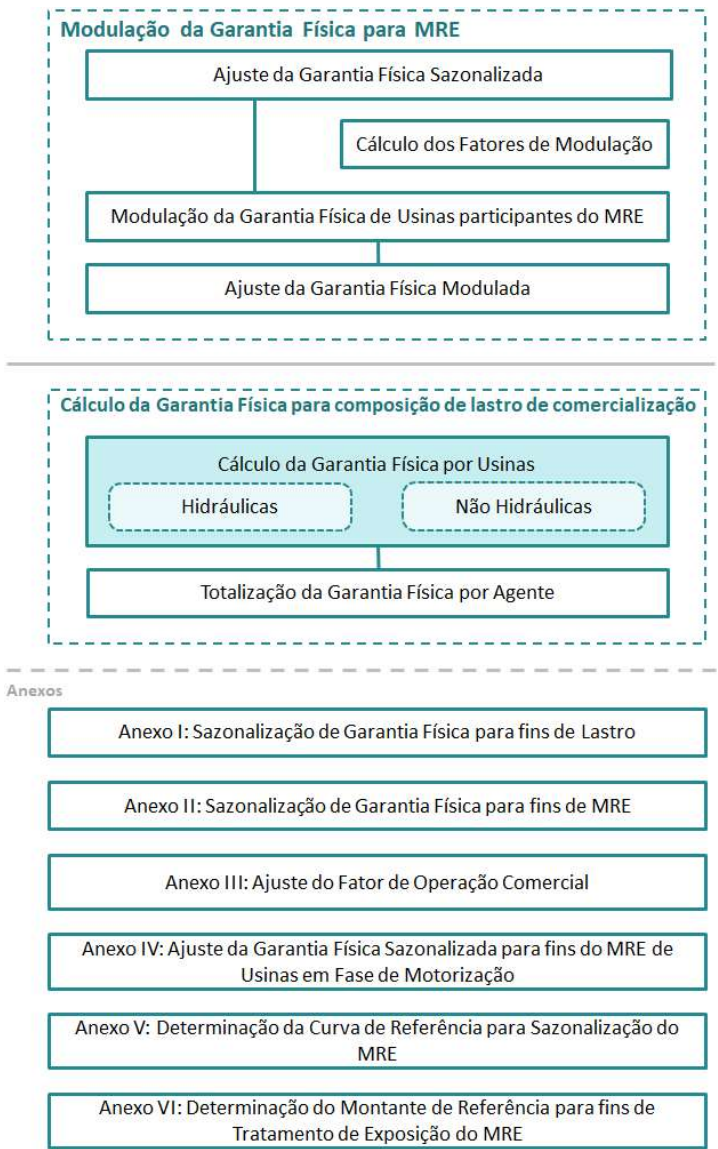 Modulação da Garantia Física para MRE
Ajuste da Garantia Física Sazonalizada
Cálculo dos Fatores de Modulação
Modulação da Garantia Física de Usinas participantes do MRE
Ajuste da Garantia Física Modulada
Cálculo da Garantia Física para composição de lastro de comercialização
Cálculo da Garantia Física por Usinas
Hidráulicas
Não Hidráulicas
Totalização da Garantia Física por Agente
Anexos
Anexo I: Sazonalização de Garantia Física para fins de Lastro
Anexo II: Sazonalização de Garantia Física para fins de MRE
Anexo III: Ajuste do Fator de Operação Comercial
Anexo IV: Ajuste da Garantia Física Sazonalizada para fins do MRE de
Usinas em Fase de Motorização
Anexo V: Determinação da Curva de Referência para Sazonalização do
MRE
Anexo VI: Determinação do Montante de Referência para fins de
Tratamento de Exposição do MRE